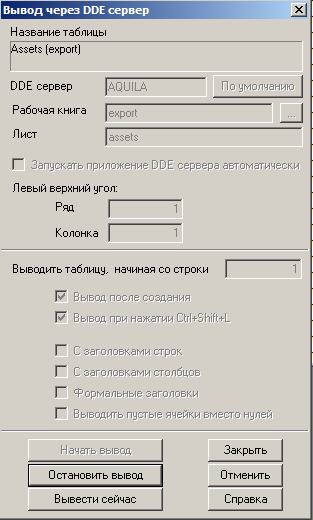 Вывод через DDE сервер
Название таблицы
Assets (export)
DDE сервер AQUILA По умолчанию
Рабочая книга export ...
Лист assets
Запускать приложение DDE сервера автоматически
Левый верхний угол:
Ряд 1
Колонка 1
Выводить таблицу, начиная со строки 1
Вывод после создания
Вывод при нажатии Ctrl+Shift+L
С заголовками строк
С заголовками столбцов
Формальные заголовки
Выводить пустые ячейки вместо нулей
Начать вывод Закрыть
Остановить вывод Отменить
Вывести сейчас Справка